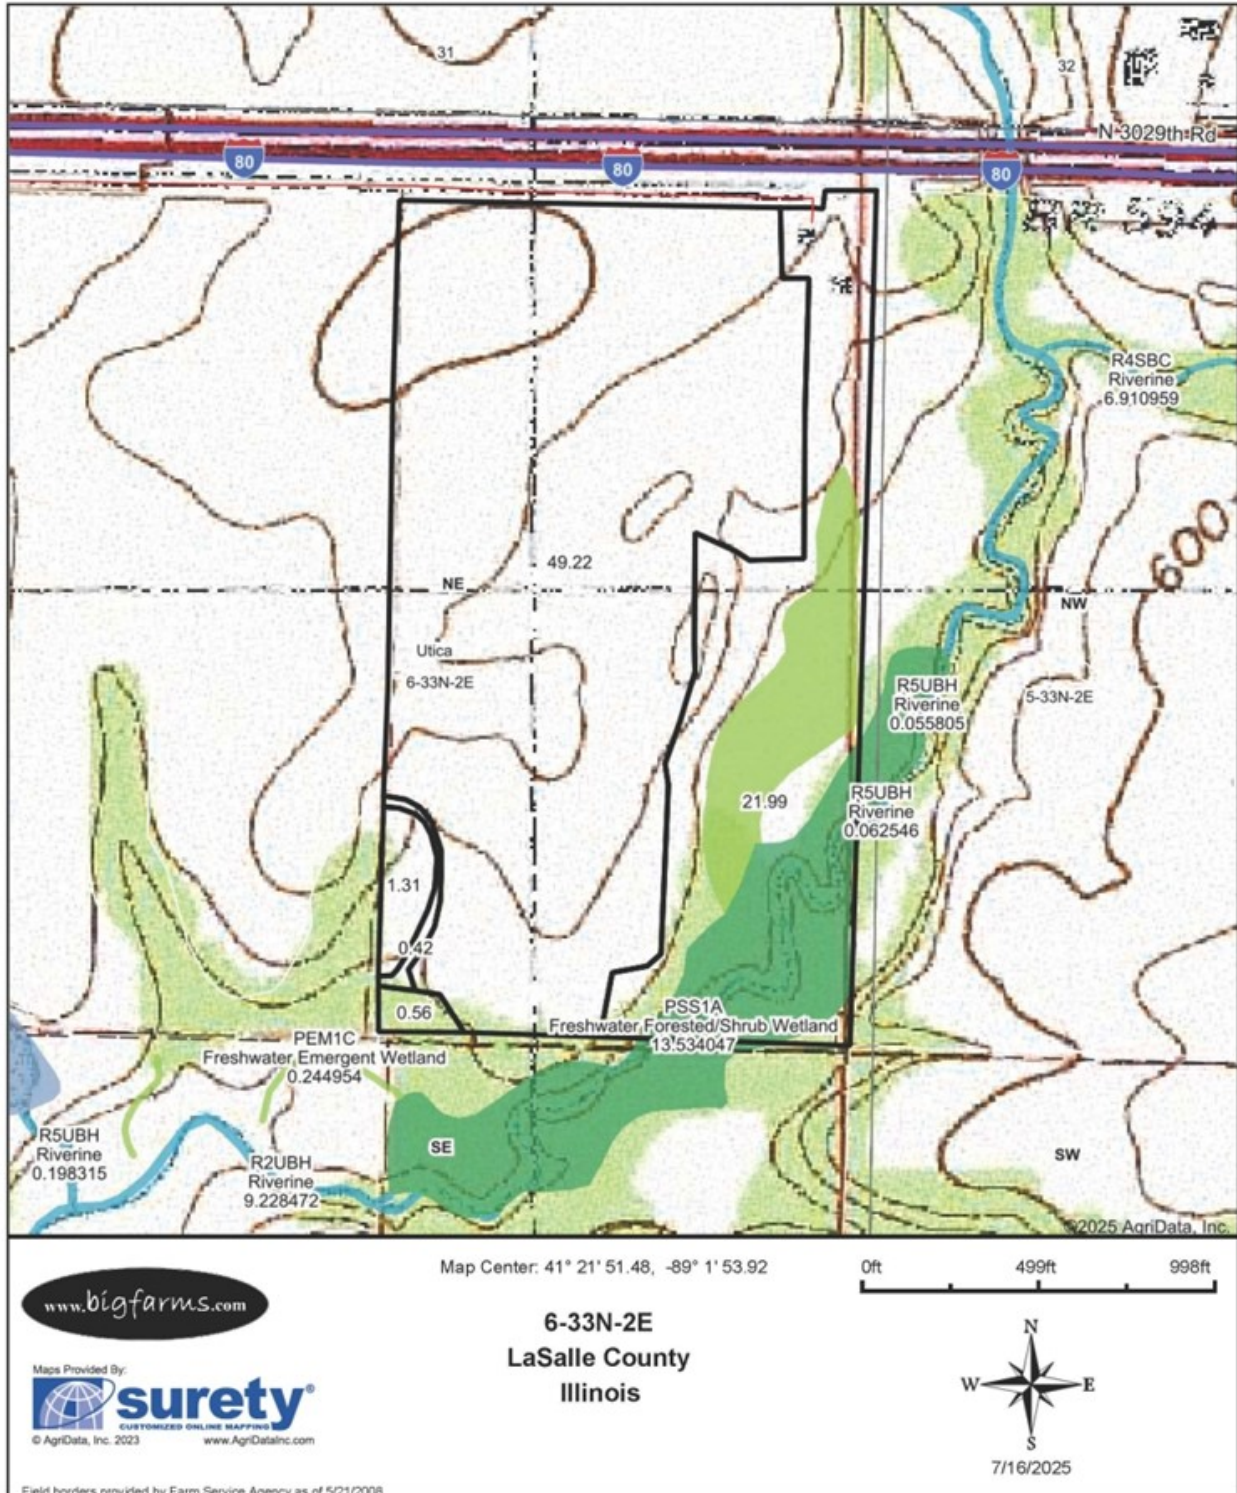 31
32
N 3029th Rd
80
80
80
R4SBC
Riverine
6.910959
600
49.22
NE
NW
Utica
6-33N-2E
R5UBH
Riverine
0.055805
5-33N-2E
21.99
R5UBH
Riverine
0.062546
1.31
0.42
0.56
PSS1A
Freshwater Forested/Shrub Wetland
13.534047
PEM1C
Freshwater Emergent Wetland
0.244954
R5UBH
Riverine
0.198315
R2UBH
Riverine
9.228472
SE
SW
©2025 AgriData, Inc.
www.bigfarms.com
Maps Provided By:
surety®
CUSTOMIZED ONLINE MAPPING
© AgriData, Inc. 2023
www.AgriDataInc.com
Map Center: 41° 21' 51.48, -89° 1' 53.92
6-33N-2E
LaSalle County
Illinois
0ft 499ft 998ft
N
W E
S
7/16/2025
Field borders provided by Farm Service Agency as of 5/21/2008.